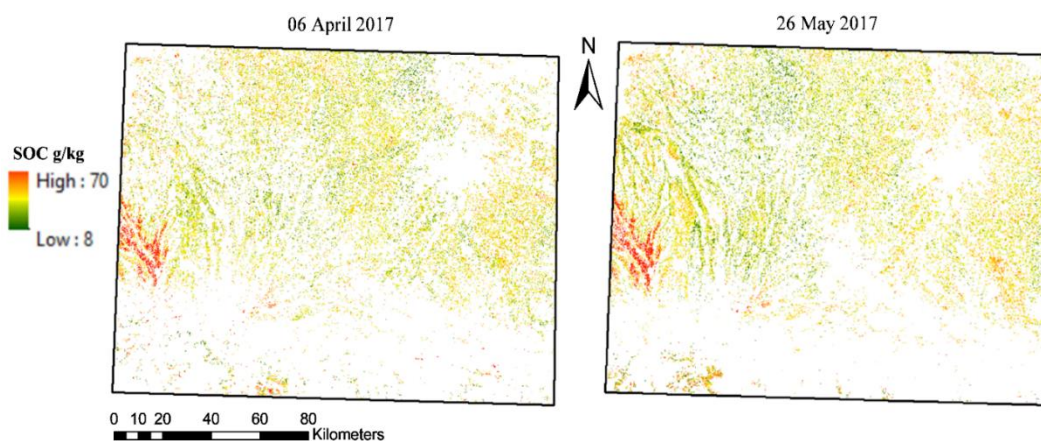 06 April 2017
26 May 2017
N
SOC g/kg
High : 70
Low : 8
0 10 20 40 60 80
Kilometers